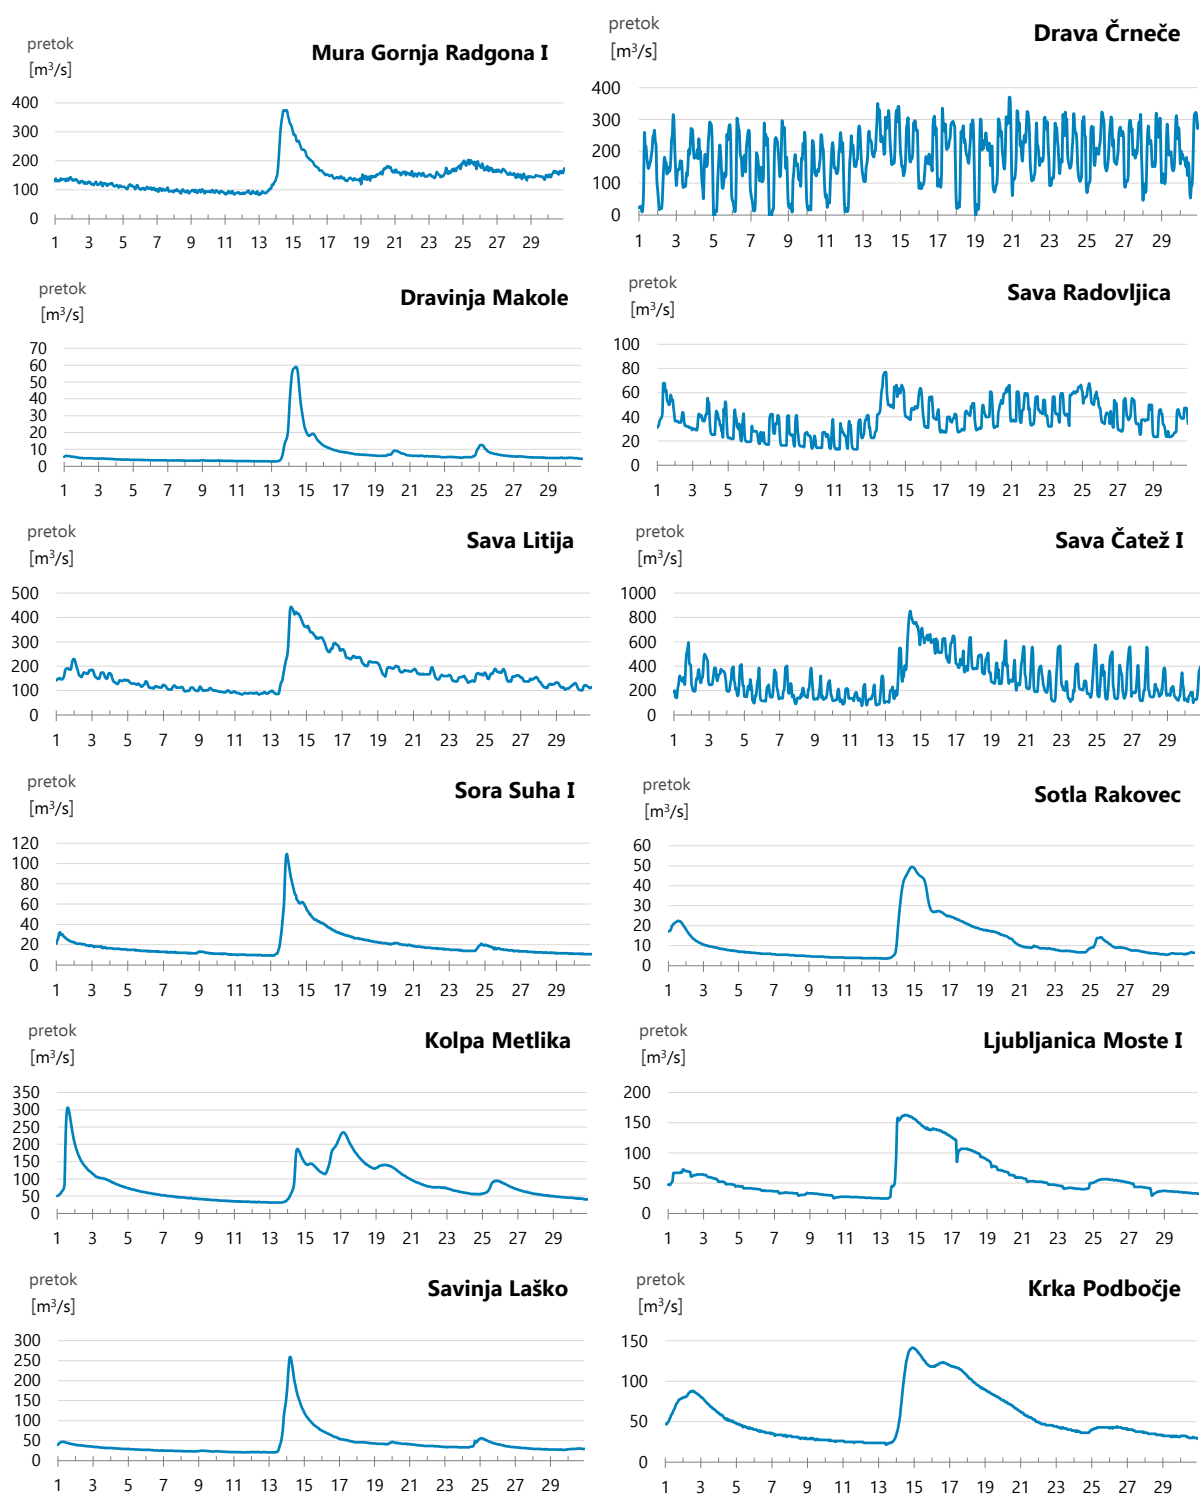 pretok
[m³/s]
Mura Gornja Radgona I
400
300
200
100
0
1 3 5 7 9 11 13 15 17 19 21 23 25 27 29
pretok
[m³/s]
Drava Črneče
400
300
200
100
0
1 3 5 7 9 11 13 15 17 19 21 23 25 27 29
pretok
[m³/s]
Dravinja Makole
70
60
50
40
30
20
10
0
1 3 5 7 9 11 13 15 17 19 21 23 25 27 29
pretok
[m³/s]
Sava Radovljica
100
80
60
40
20
0
1 3 5 7 9 11 13 15 17 19 21 23 25 27 29
pretok
[m³/s]
Sava Litija
500
400
300
200
100
0
1 3 5 7 9 11 13 15 17 19 21 23 25 27 29
pretok
[m³/s]
Sava Čatež I
1000
800
600
400
200
0
1 3 5 7 9 11 13 15 17 19 21 23 25 27 29
pretok
[m³/s]
Sora Suha I
120
100
80
60
40
20
0
1 3 5 7 9 11 13 15 17 19 21 23 25 27 29
pretok
[m³/s]
Sotla Rakovec
60
50
40
30
20
10
0
1 3 5 7 9 11 13 15 17 19 21 23 25 27 29
pretok
[m³/s]
Kolpa Metlika
350
300
250
200
150
100
50
0
1 3 5 7 9 11 13 15 17 19 21 23 25 27 29
pretok
[m³/s]
Ljubljanica Moste I
200
150
100
50
0
1 3 5 7 9 11 13 15 17 19 21 23 25 27 29
pretok
[m³/s]
Savinja Laško
300
250
200
150
100
50
0
1 3 5 7 9 11 13 15 17 19 21 23 25 27 29
pretok
[m³/s]
Krka Podbočje
150
100
50
0
1 3 5 7 9 11 13 15 17 19 21 23 25 27 29